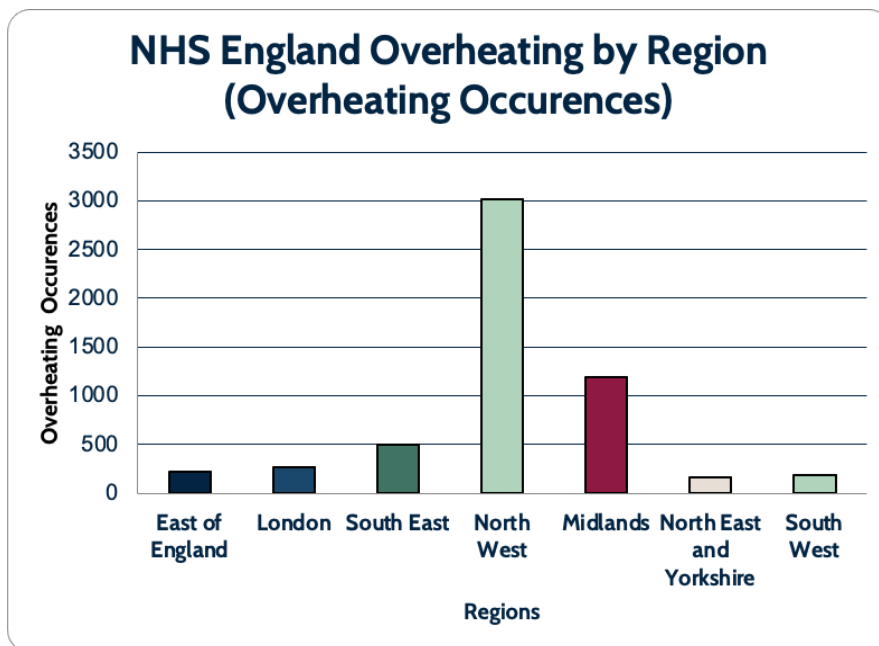 NHS England Overheating by Region
(Overheating Occurences)
3500
3000
2500
2000
1500
1000
500
0
Overheating Occurences
East of
England
London
South East
North
West
Midlands
North East
and
Yorkshire
South
West
Regions